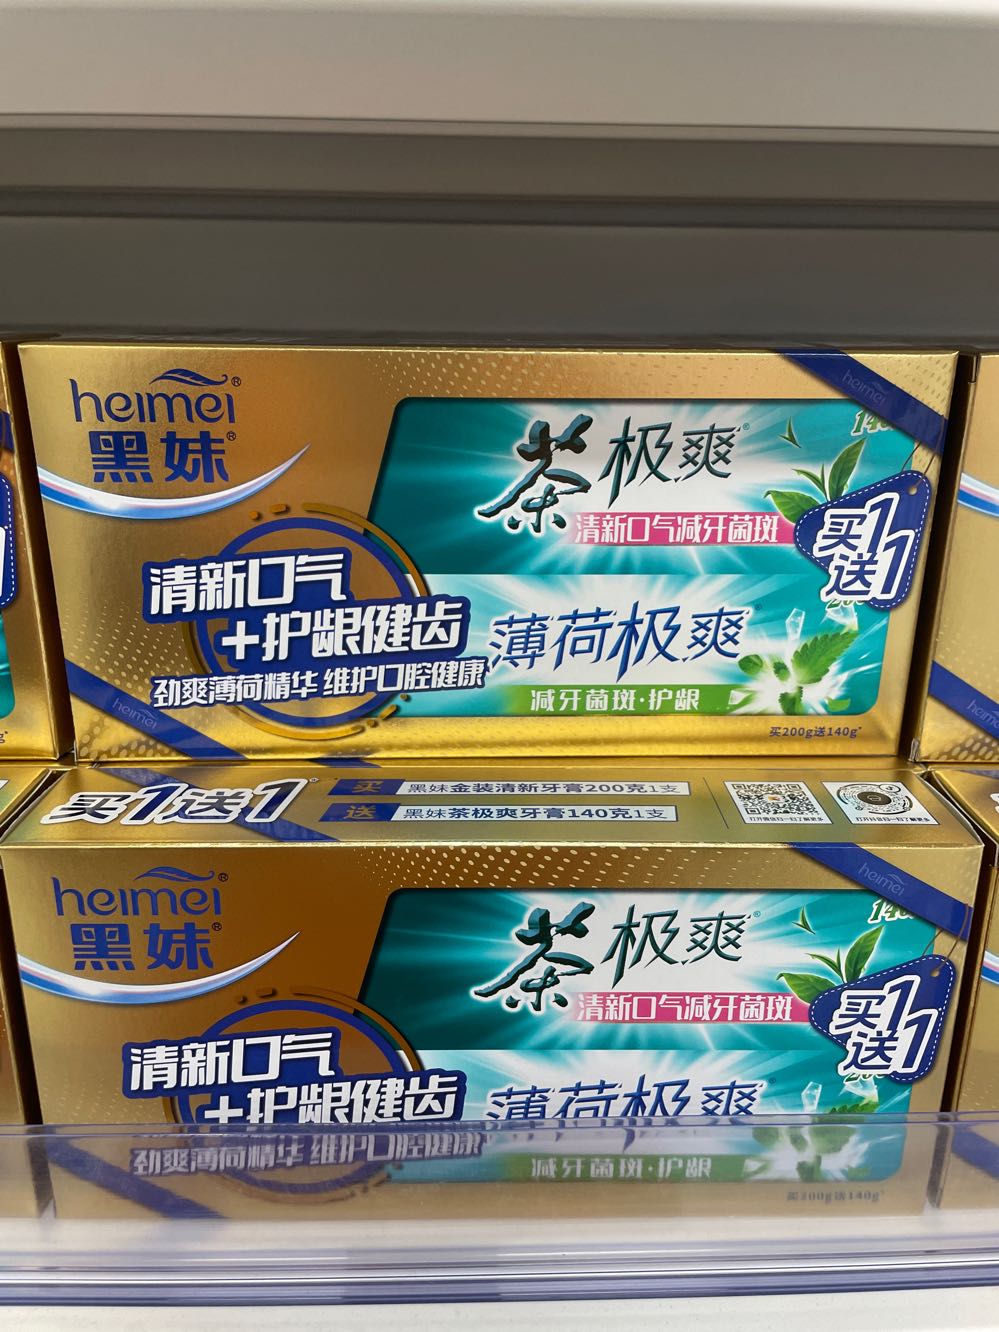 heimei®
黑妹®
茶极爽®
清新口气减牙菌斑
买1送1
清新口气
+护龈健齿
劲爽薄荷精华 维护口腔健康
薄荷极爽®
减牙菌斑·护龈
买200g送140g*
heimei
heimei
买1送1*
买 黑妹金装清新牙膏200克1支
送 黑妹茶极爽牙膏140克1支
heimei®
黑妹®
茶极爽®
清新口气减牙菌斑
买1送1
清新口气
+护龈健齿
劲爽薄荷精华 维护口腔健康
薄荷极爽
减牙菌斑·护龈
买200g送140g*
heimei